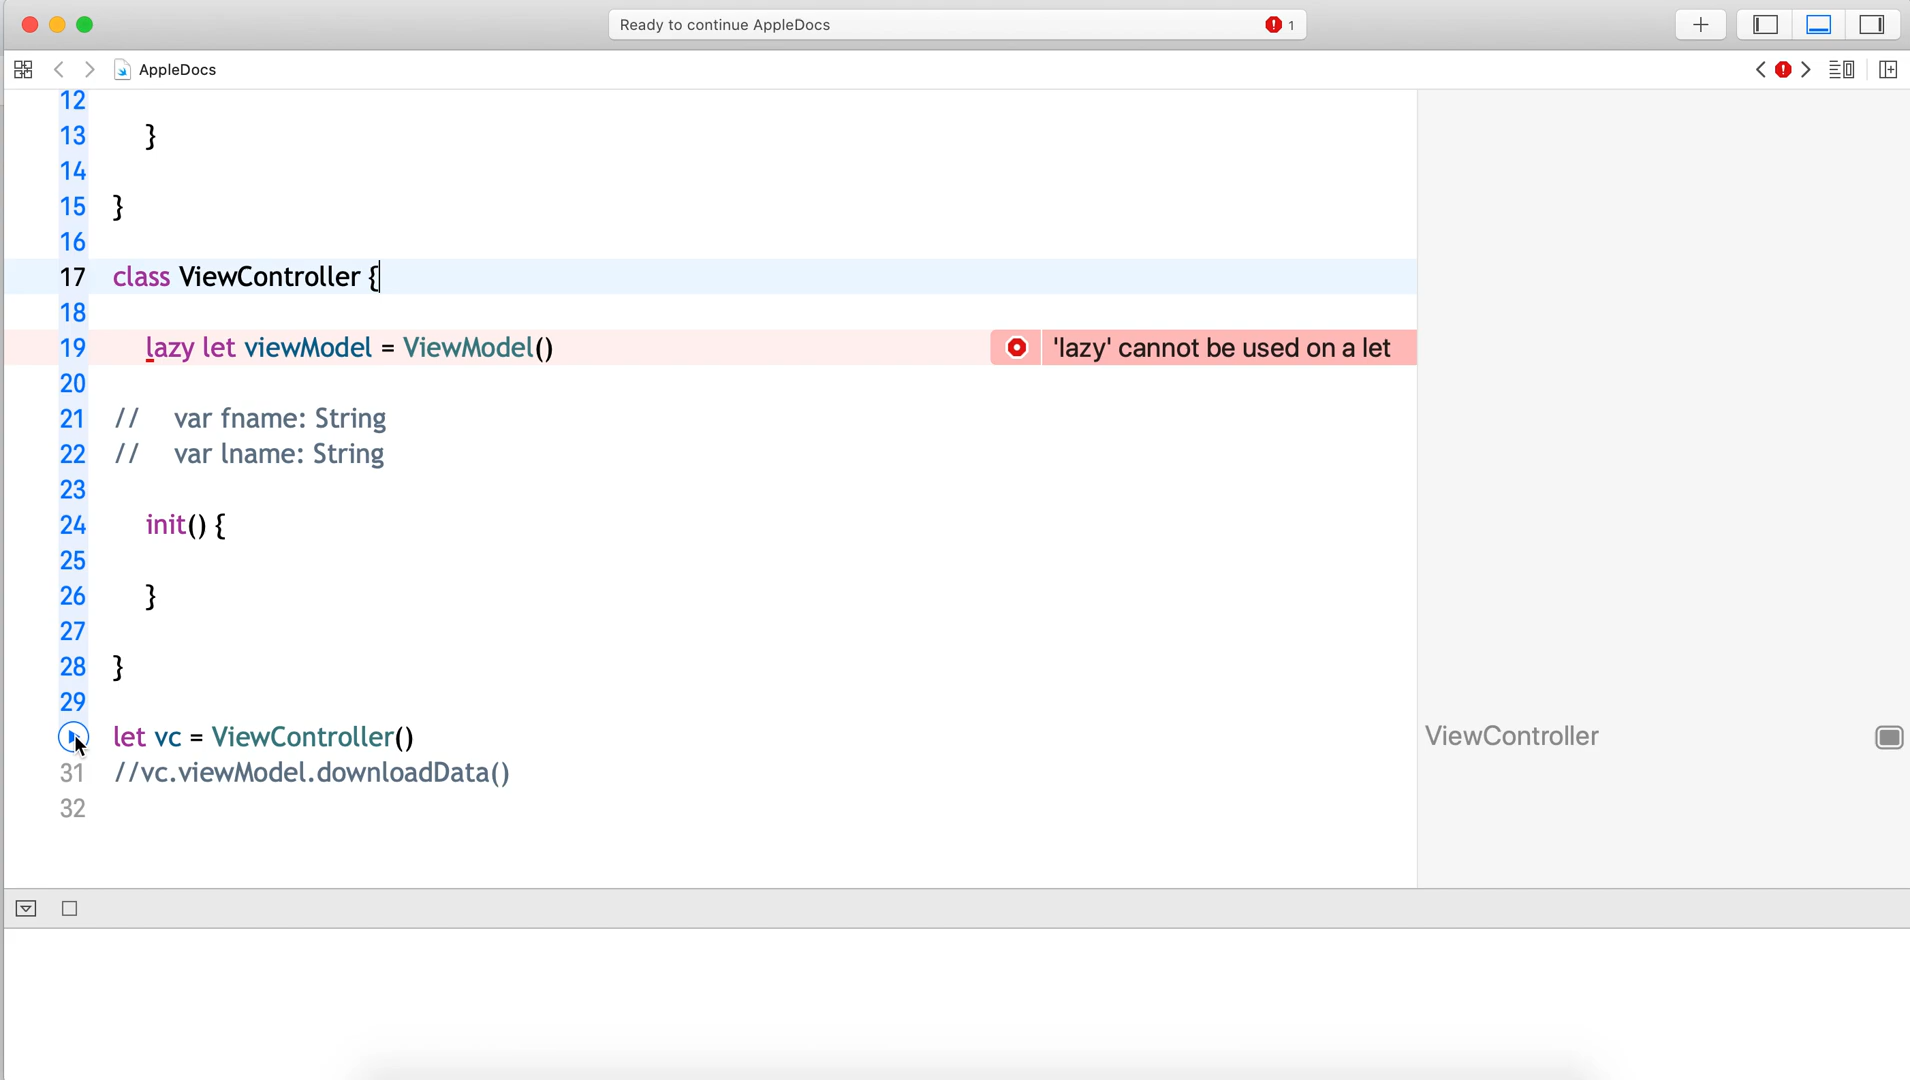 Ready to continue AppleDocs 1
AppleDocs
12
13 }
14
15 }
16
17 class ViewController {
18
19 lazy let viewModel = ViewModel() 'lazy' cannot be used on a let
20
21 // var fname: String
22 // var lname: String
23
24 init() {
25
26 }
27
28 }
29
let vc = ViewController() ViewController
31 //vc.viewModel.downloadData()
32